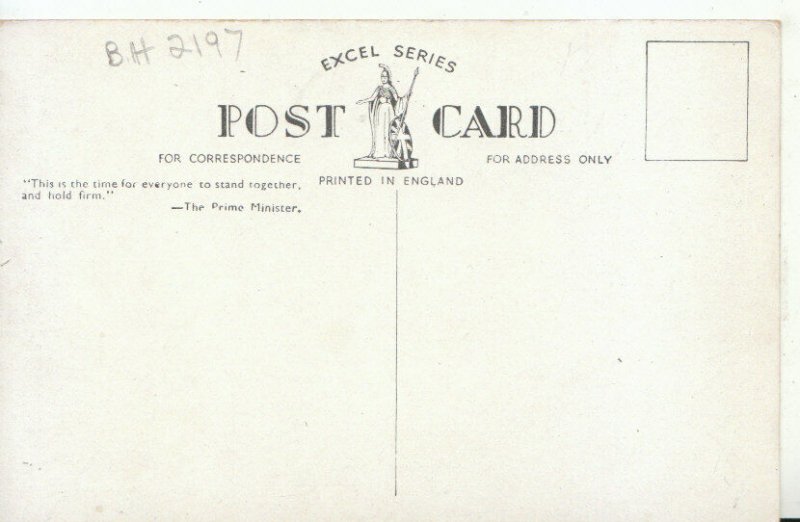 BH 2197
EXCEL SERIES
POST CARD
FOR CORRESPONDENCE
FOR ADDRESS ONLY
PRINTED IN ENGLAND
"This is the time for everyone to stand together,
and hold firm."
—The Prime Minister.